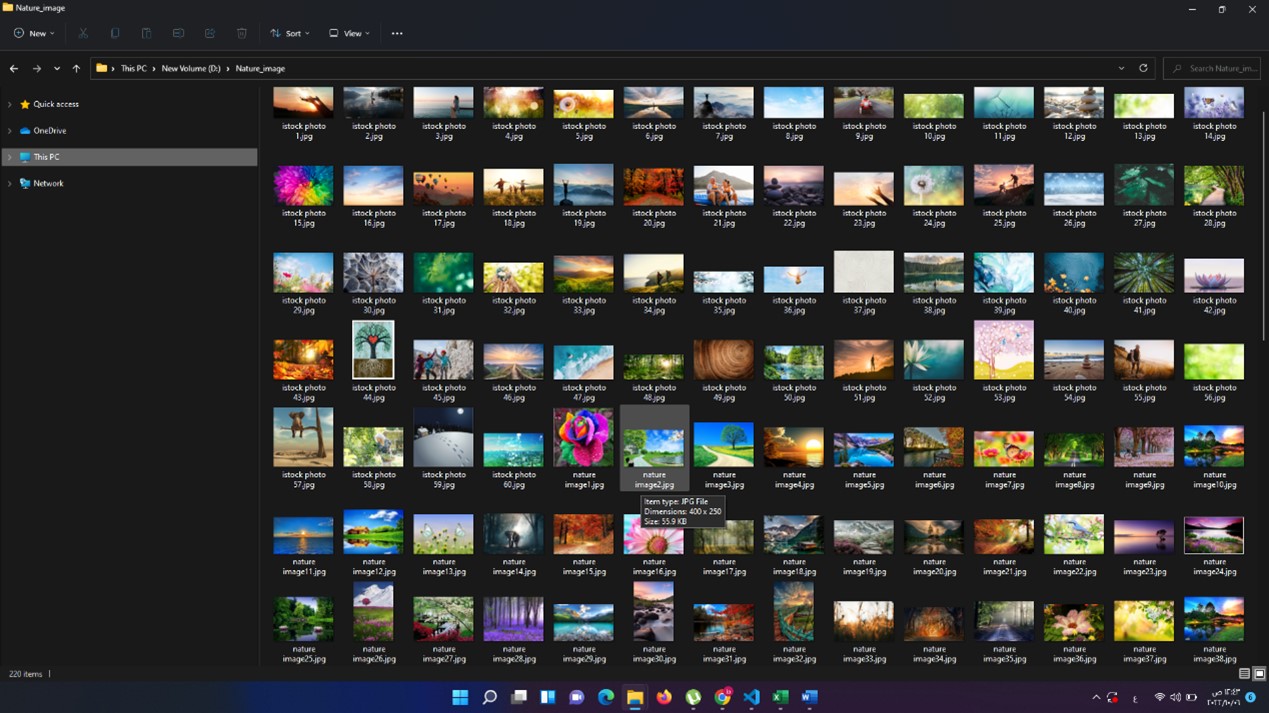 Nature_image
New
Sort
View
This PC
New Volume (D:)
Nature_image
Search Nature_im...
Quick access
OneDrive
This PC
Network
istock photo 1.jpg
istock photo 2.jpg
istock photo 3.jpg
istock photo 4.jpg
istock photo 5.jpg
istock photo 6.jpg
istock photo 7.jpg
istock photo 8.jpg
istock photo 9.jpg
istock photo 10.jpg
istock photo 11.jpg
istock photo 12.jpg
istock photo 13.jpg
istock photo 14.jpg
istock photo 15.jpg
istock photo 16.jpg
istock photo 17.jpg
istock photo 18.jpg
istock photo 19.jpg
istock photo 20.jpg
istock photo 21.jpg
istock photo 22.jpg
istock photo 23.jpg
istock photo 24.jpg
istock photo 25.jpg
istock photo 26.jpg
istock photo 27.jpg
istock photo 28.jpg
istock photo 29.jpg
istock photo 30.jpg
istock photo 31.jpg
istock photo 32.jpg
istock photo 33.jpg
istock photo 34.jpg
istock photo 35.jpg
istock photo 36.jpg
istock photo 37.jpg
istock photo 38.jpg
istock photo 39.jpg
istock photo 40.jpg
istock photo 41.jpg
istock photo 42.jpg
istock photo 43.jpg
istock photo 44.jpg
istock photo 45.jpg
istock photo 46.jpg
istock photo 47.jpg
istock photo 48.jpg
istock photo 49.jpg
istock photo 50.jpg
istock photo 51.jpg
istock photo 52.jpg
istock photo 53.jpg
istock photo 54.jpg
istock photo 55.jpg
istock photo 56.jpg
istock photo 57.jpg
istock photo 58.jpg
istock photo 59.jpg
istock photo 60.jpg
nature image1.jpg
nature image2.jpg
nature image3.jpg
nature image4.jpg
nature image5.jpg
nature image6.jpg
nature image7.jpg
nature image8.jpg
nature image9.jpg
nature image10.jpg
Item type: JPG File
Dimensions: 400 x 250
Size: 55.9 KB
nature image11.jpg
nature image12.jpg
nature image13.jpg
nature image14.jpg
nature image15.jpg
nature image16.jpg
nature image17.jpg
nature image18.jpg
nature image19.jpg
nature image20.jpg
nature image21.jpg
nature image22.jpg
nature image23.jpg
nature image24.jpg
nature image25.jpg
nature image26.jpg
nature image27.jpg
nature image28.jpg
nature image29.jpg
nature image30.jpg
nature image31.jpg
nature image32.jpg
nature image33.jpg
nature image34.jpg
nature image35.jpg
nature image36.jpg
nature image37.jpg
nature image38.jpg
220 items
ع